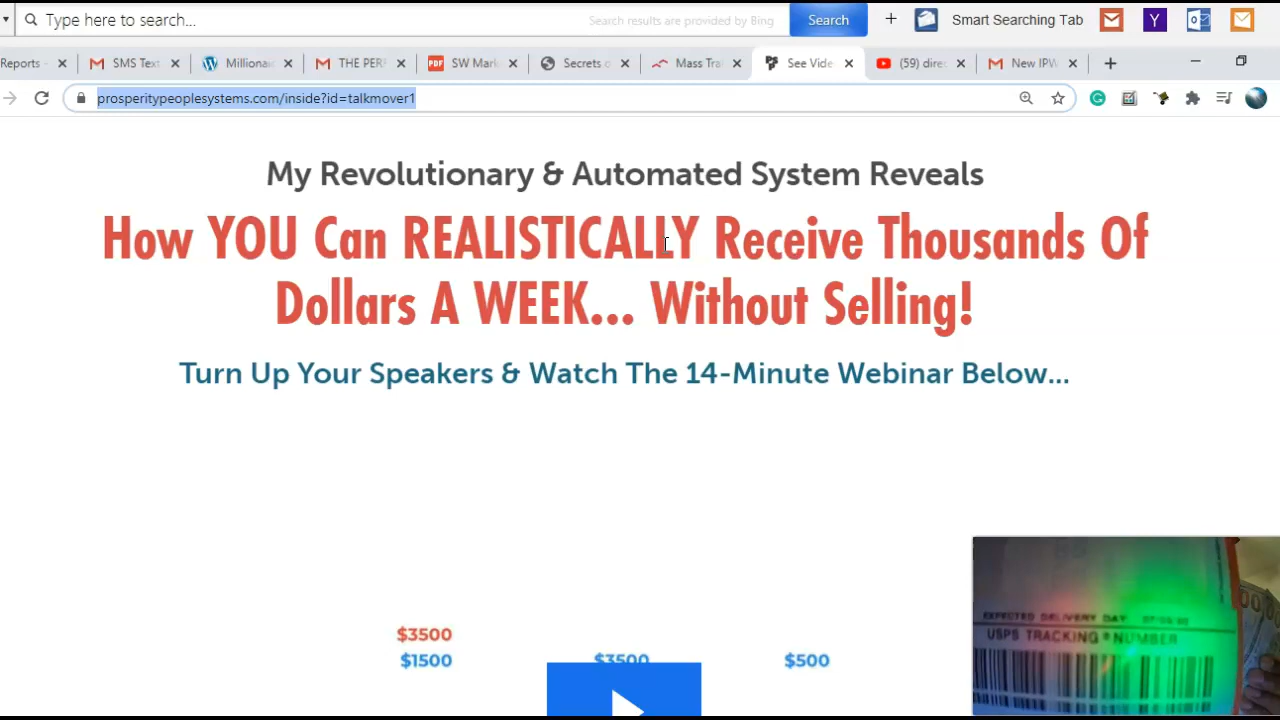 Type here to search...
Search results are provided by Bing
Search
Smart Searching Tab
Reports -
SMS Text
Millionai
THE PERF
SW Mark
Secrets o
Mass Tra
See Vide
(59) direc
New IPW
prosperitypeoplesystems.com/inside?id=talkmover1
My Revolutionary & Automated System Reveals
How YOU Can REALISTICALLY Receive Thousands Of
Dollars A WEEK... Without Selling!
Turn Up Your Speakers & Watch The 14-Minute Webinar Below...
$3500
$1500 $3500 $500
EXPECTED DELIVERY DAY
USPS TRACKING® NUMBER